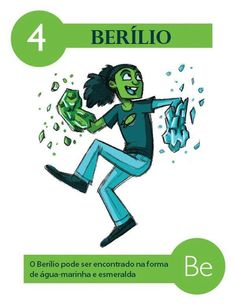 4
BERÍLIO
O Berílio pode ser encontrado na forma
de água-marinha e esmeralda
Be